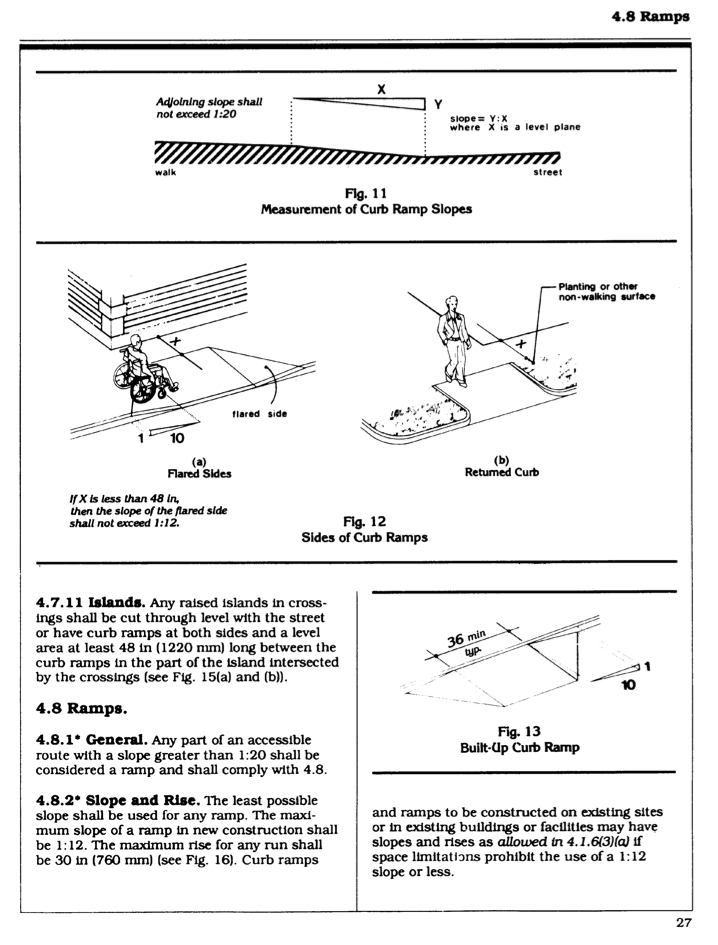 4.8 Ramps
X
Adjoining slope shall
not exceed 1:20
Y
slope = Y:X
where X is a level plane
walk
street
Fig. 11
Measurement of Curb Ramp Slopes
Planting or other
non-walking surface
X
X
flared side
1 10
(a)
Flared Sides
(b)
Returned Curb
If X is less than 48 in,
then the slope of the flared side
shall not exceed 1:12.
Fig. 12
Sides of Curb Ramps
4.7.11 Islands. Any raised islands in cross-
ings shall be cut through level with the street
or have curb ramps at both sides and a level
area at least 48 in (1220 mm) long between the
curb ramps in the part of the island intersected
by the crossings (see Fig. 15(a) and (b)).
4.8 Ramps.
4.8.1* General. Any part of an accessible
route with a slope greater than 1:20 shall be
considered a ramp and shall comply with 4.8.
4.8.2* Slope and Rise. The least possible
slope shall be used for any ramp. The maxi-
mum slope of a ramp in new construction shall
be 1:12. The maximum rise for any run shall
be 30 in (760 mm) (see Fig. 16). Curb ramps
36 min
typ.
1
10
Fig. 13
Built-Up Curb Ramp
and ramps to be constructed on existing sites
or in existing buildings or facilities may have
slopes and rises as allowed in 4.1.6(3)(a) if
space limitations prohibit the use of a 1:12
slope or less.
27